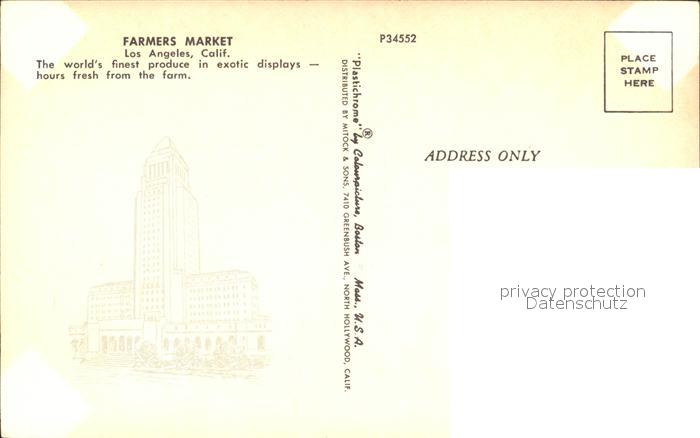 FARMERS MARKET
Los Angeles, Calif.
The world's finest produce in exotic displays —
hours fresh from the farm.
P34552
"Plastichrome"® by Colourpicture, Boston Mass., U.S.A.
DISTRIBUTED BY MITOCK & SONS, 7410 GREENBUSH AVE., NORTH HOLLYWOOD, CALIF.
PLACE
STAMP
HERE
ADDRESS ONLY
privacy protection
Datenschutz